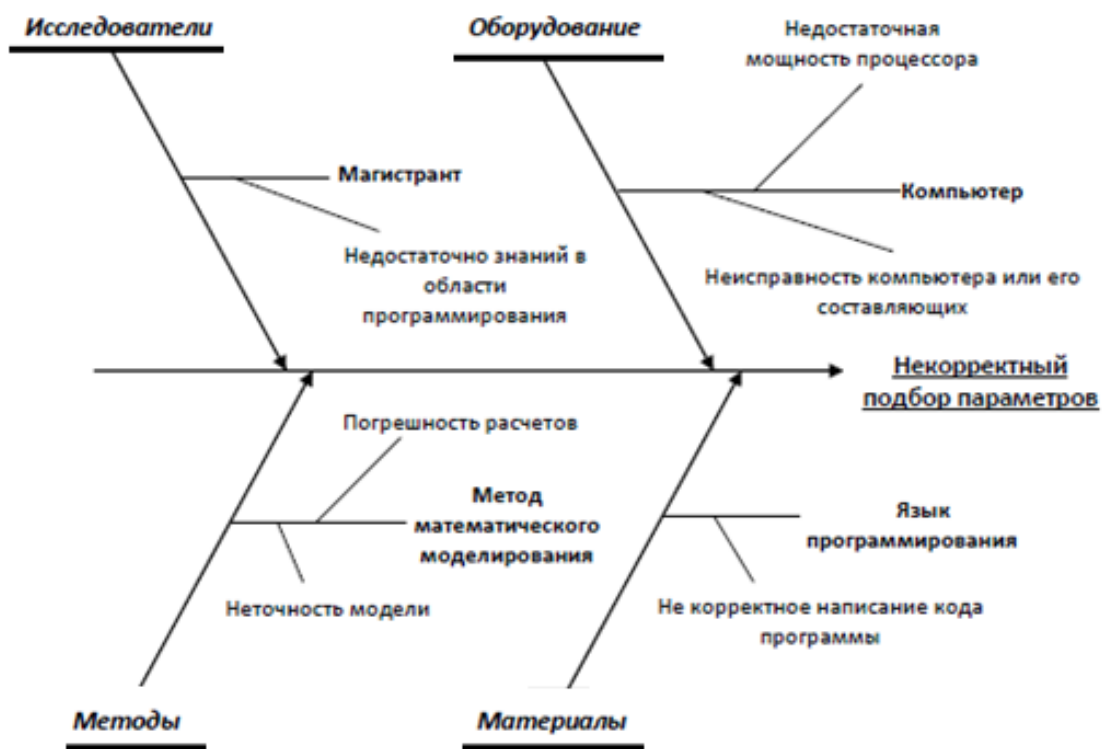 Исследователи
Оборудование
Недостаточная
мощность процессора
Магистрант
Компьютер
Недостаточно знаний в
области
программирования
Неисправность компьютера или его
составляющих
Некорректный
подбор параметров
Погрешность расчетов
Метод
математического
моделирования
Язык
программирования
Неточность модели
Не корректное написание кода
программы
Методы
Материалы